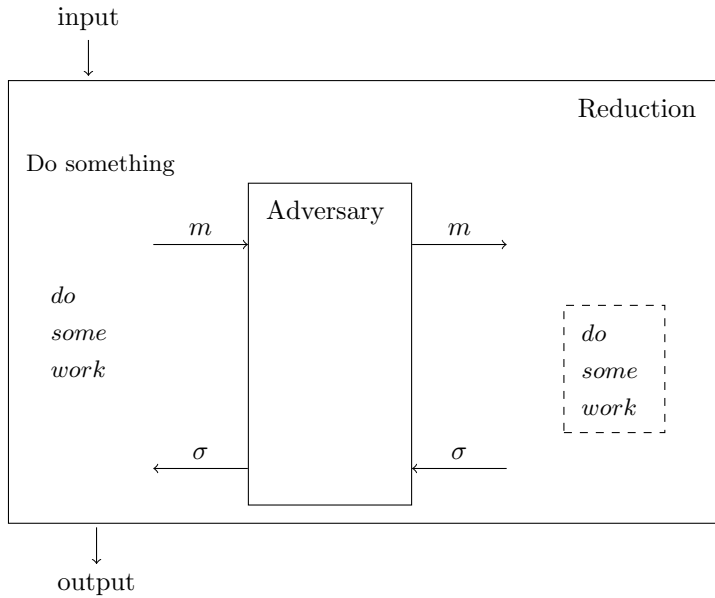 input
Reduction
Do something
Adversary
m
m
do
some
work
do
some
work
σ
σ
output